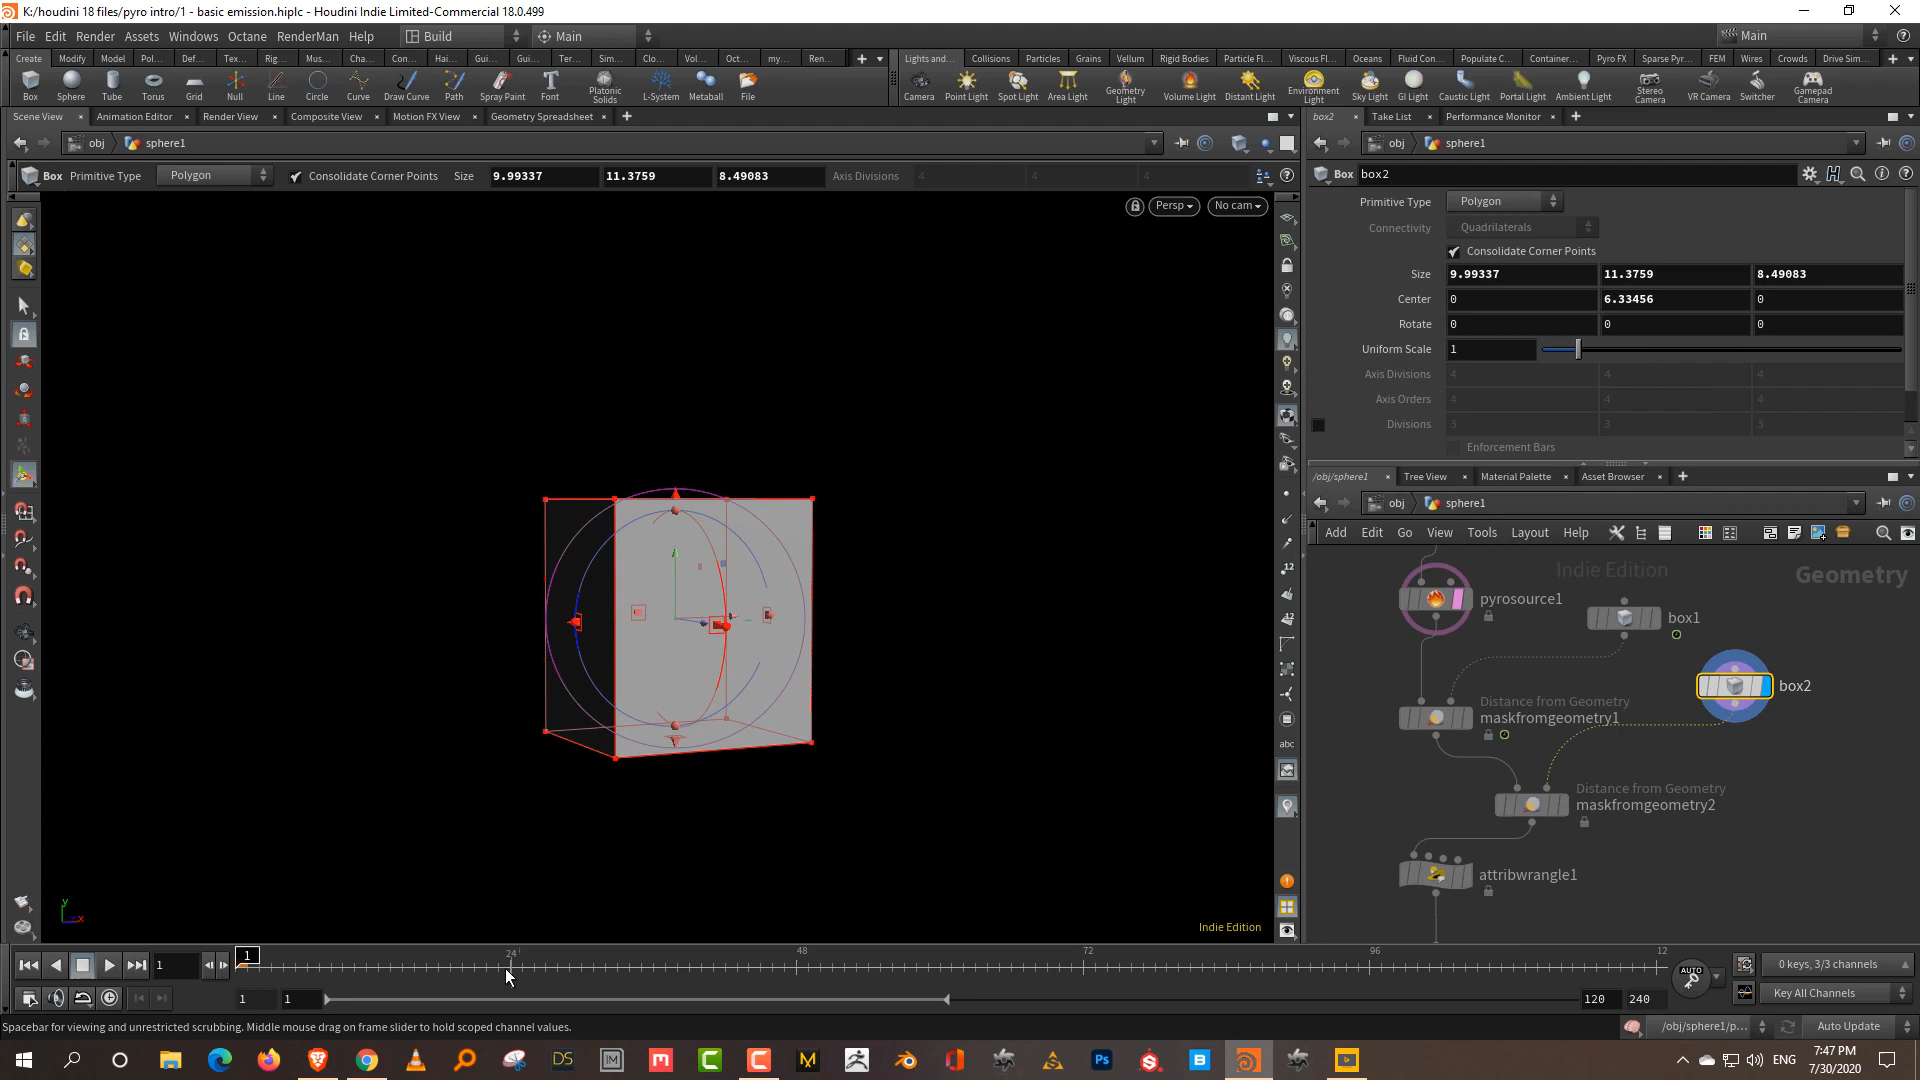 K:/houdini 18 files/pyro intro/1 - basic emission.hiplc - Houdini Indie Limited-Commercial 18.0.499
File Edit Render Assets Windows Octane RenderMan Help Build Main Main
Create Modify Model Pol... Def... Tex... Rig... Mus... Cha... Con... Hai... Gui... Gui... Ter... Sim... Clo... Vol... Oct... my... Ren...
Lights and... Collisions Particles Grains Vellum Rigid Bodies Particle Fl... Viscous Fl... Oceans Fluid Con... Populate C... Container... Pyro FX Sparse Pyr... FEM Wires Crowds Drive Sim...
Box Sphere Tube Torus Grid Null Line Circle Curve Draw Curve Path Spray Paint Font Platonic Solids L-System Metaball File
Camera Point Light Spot Light Area Light Geometry Light Volume Light Distant Light Environment Light Sky Light GI Light Caustic Light Portal Light Ambient Light Stereo Camera VR Camera Switcher Gamepad Camera
Scene View Animation Editor Render View Composite View Motion FX View Geometry Spreadsheet
box2 Take List Performance Monitor
obj sphere1
obj sphere1
Box Primitive Type Polygon Consolidate Corner Points Size 9.99337 11.3759 8.49083 Axis Divisions 4 4 4
Box box2
Persp No cam
Primitive Type Polygon
Connectivity Quadrilaterals
Consolidate Corner Points
Size 9.99337 11.3759 8.49083
Center 0 6.33456 0
Rotate 0 0 0
Uniform Scale 1
Axis Divisions 4 4 4
Axis Orders 4 4 4
Divisions 3 3 3
Enforcement Bars
/obj/sphere1 Tree View Material Palette Asset Browser
obj sphere1
Add Edit Go View Tools Layout Help
Indie Edition Geometry
pyrosource1
box1
box2
Distance from Geometry
maskfromgeometry1
Distance from Geometry
maskfromgeometry2
attribwrangle1
12
42
abc
y
x
Indie Edition
1 1 24 48 72 96 12
AUTO
0 keys, 3/3 channels
1 1 120 240
Key All Channels
Spacebar for viewing and unrestricted scrubbing. Middle mouse drag on frame slider to hold scoped channel values.
/obj/sphere1/p... Auto Update
DS IM m C C M Ps S B
ENG
7:47 PM
7/30/2020